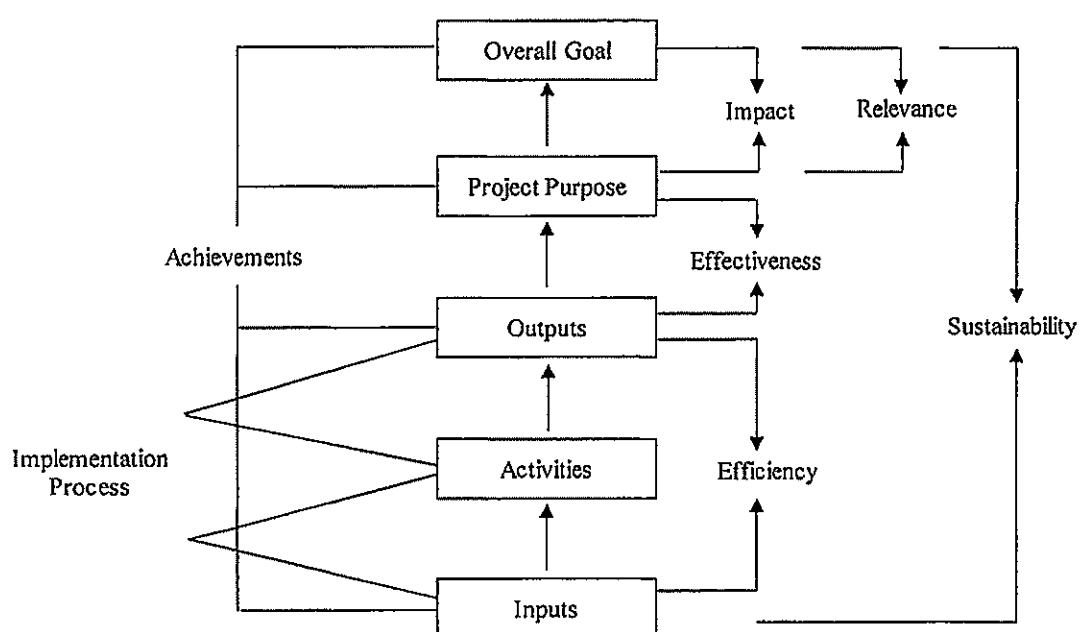 Overall Goal
Impact
Relevance
Project Purpose
Achievements
Effectiveness
Outputs
Sustainability
Implementation
Process
Activities
Efficiency
Inputs